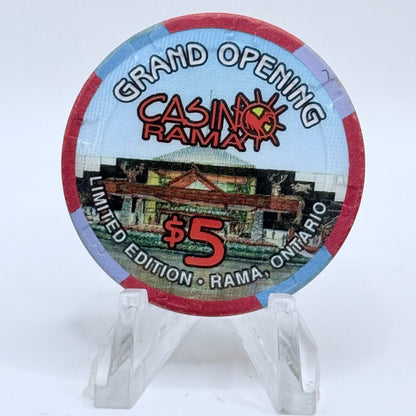 GRAND OPENING
CASINO
RAMA
$5
LIMITED EDITION • RAMA, ONTARIO